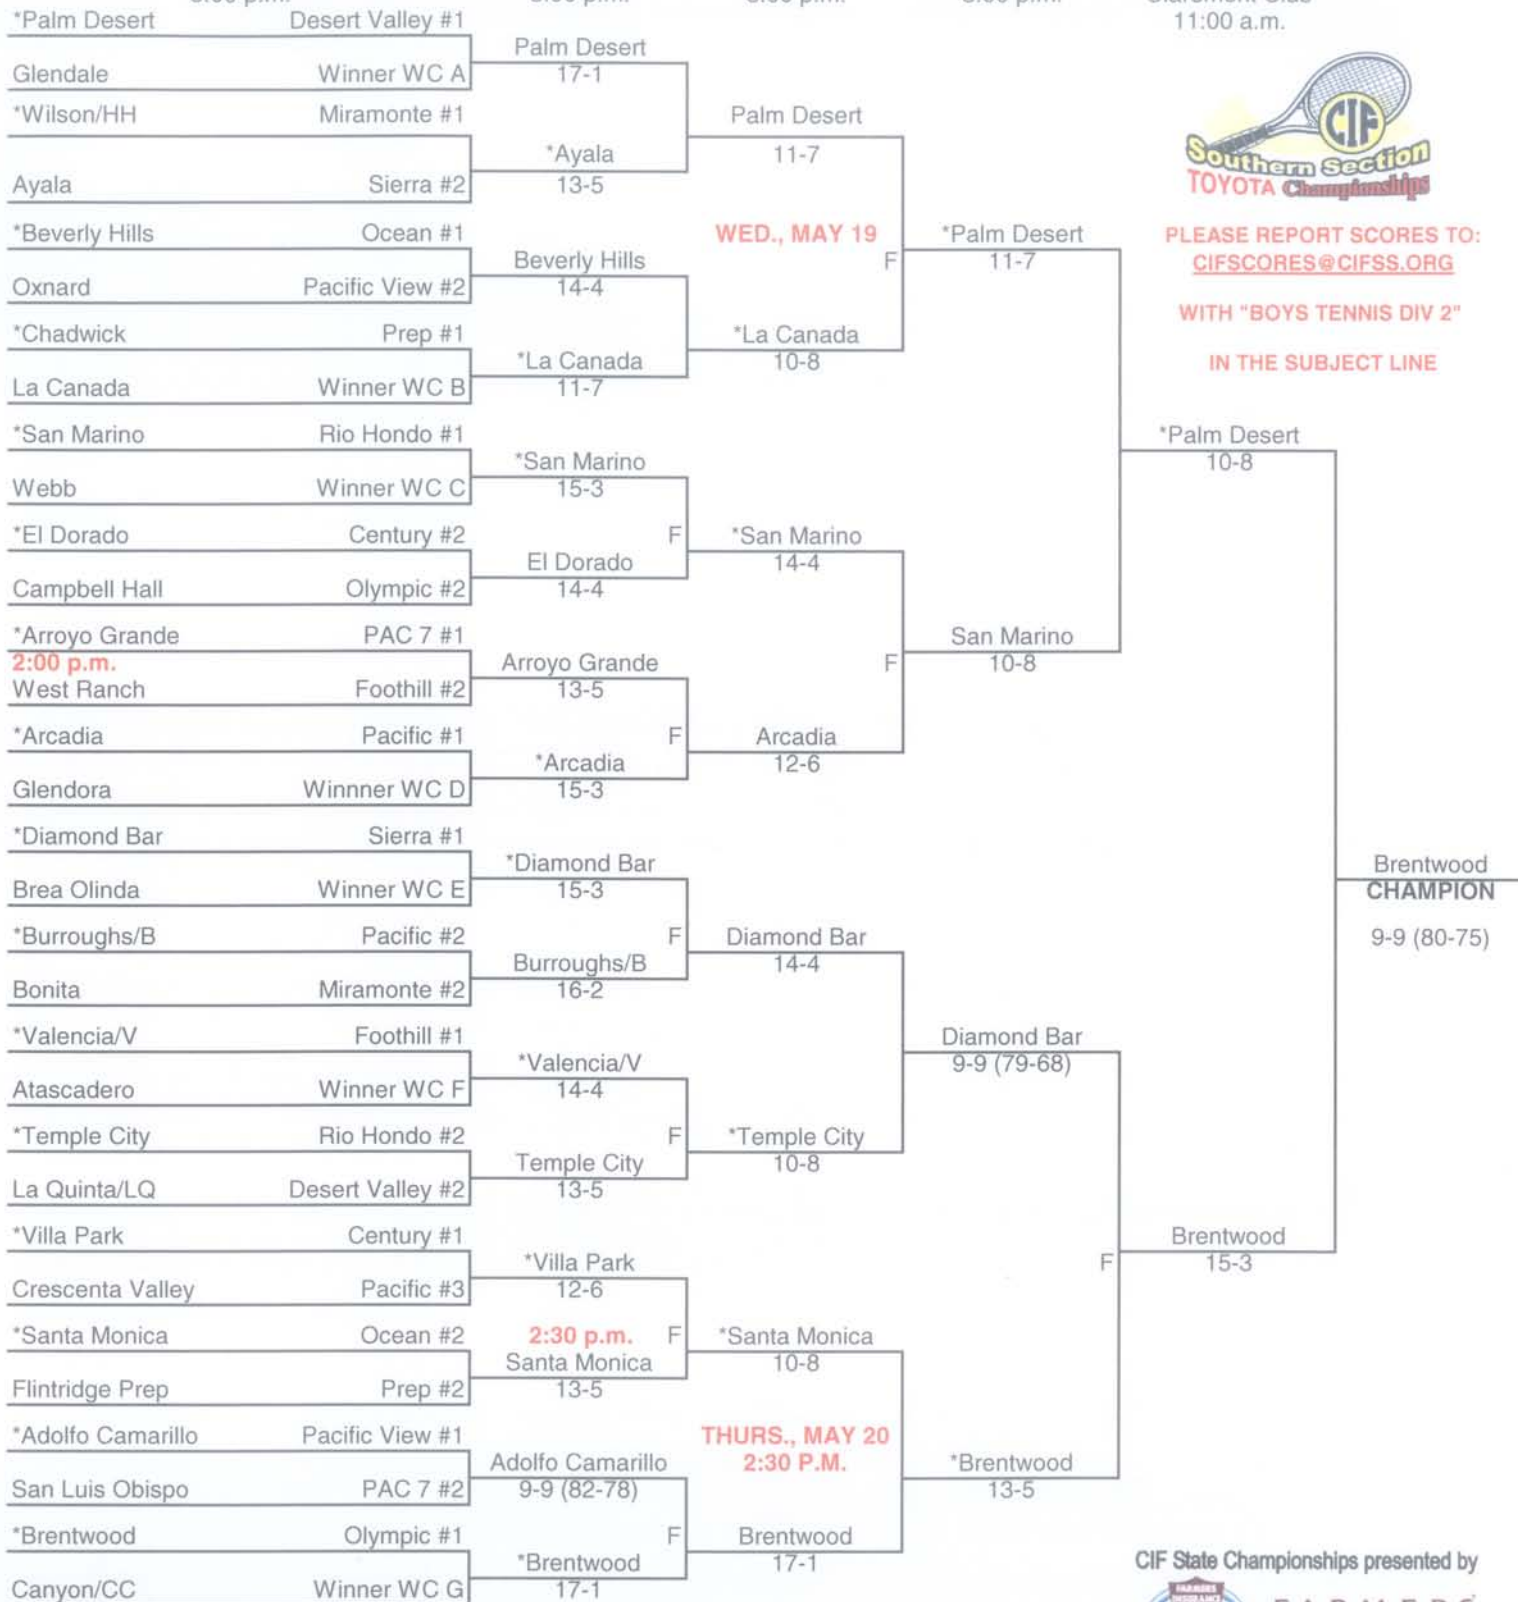 *Palm Desert Desert Valley #1
11:00 a.m.
Palm Desert
Glendale Winner WC A
17-1
*Wilson/HH Miramonte #1
Palm Desert
*Ayala
11-7
Ayala Sierra #2
13-5
CIF
Southern Section
TOYOTA Championships
*Beverly Hills Ocean #1
WED., MAY 19
*Palm Desert
PLEASE REPORT SCORES TO:
Beverly Hills
F
11-7
CIFSCORES@CIFSS.ORG
Oxnard Pacific View #2
14-4
WITH "BOYS TENNIS DIV 2"
*Chadwick Prep #1
*La Canada
*La Canada
10-8
IN THE SUBJECT LINE
La Canada Winner WC B
11-7
*San Marino Rio Hondo #1
*Palm Desert
*San Marino
10-8
Webb Winner WC C
15-3
*El Dorado Century #2
F
*San Marino
El Dorado
14-4
Campbell Hall Olympic #2
14-4
*Arroyo Grande PAC 7 #1
San Marino
2:00 p.m.
Arroyo Grande
F
10-8
West Ranch Foothill #2
13-5
*Arcadia Pacific #1
F
Arcadia
*Arcadia
12-6
Glendora Winnner WC D
15-3
*Diamond Bar Sierra #1
*Diamond Bar
Brentwood
Brea Olinda Winner WC E
15-3
CHAMPION
*Burroughs/B Pacific #2
F
Diamond Bar
9-9 (80-75)
Burroughs/B
14-4
Bonita Miramonte #2
16-2
*Valencia/V Foothill #1
Diamond Bar
*Valencia/V
9-9 (79-68)
Atascadero Winner WC F
14-4
*Temple City Rio Hondo #2
F
*Temple City
Temple City
10-8
La Quinta/LQ Desert Valley #2
13-5
*Villa Park Century #1
Brentwood
*Villa Park
F
15-3
Crescenta Valley Pacific #3
12-6
*Santa Monica Ocean #2
2:30 p.m.
F
*Santa Monica
Santa Monica
10-8
Flintridge Prep Prep #2
13-5
*Adolfo Camarillo Pacific View #1
THURS., MAY 20
Adolfo Camarillo
2:30 P.M.
*Brentwood
San Luis Obispo PAC 7 #2
9-9 (82-78)
13-5
*Brentwood Olympic #1
F
Brentwood
*Brentwood
17-1
CIF State Championships presented by
Canyon/CC Winner WC G
17-1